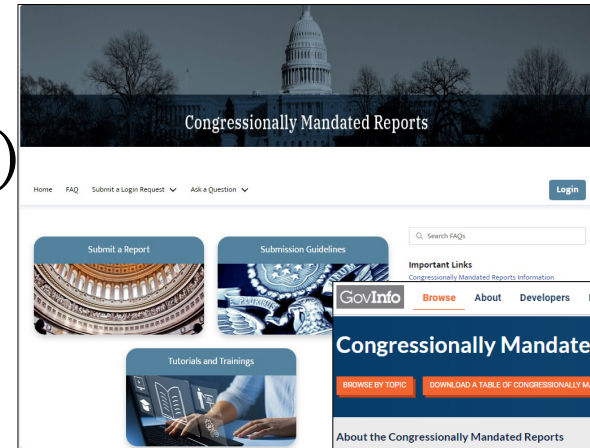 )
Congressionally Mandated Reports
Home FAQ Submit a Login Request Ask a Question Login
Search FAQs
Submit a Report Submission Guidelines
Important Links
Congressionally Mandated Reports Information
GovInfo Browse About Developers
Congressionally Mandate
BROWSE BY TOPIC DOWNLOAD A TABLE OF CONGRESSIONALLY MA
Tutorials and Trainings
About the Congressionally Mandated Reports